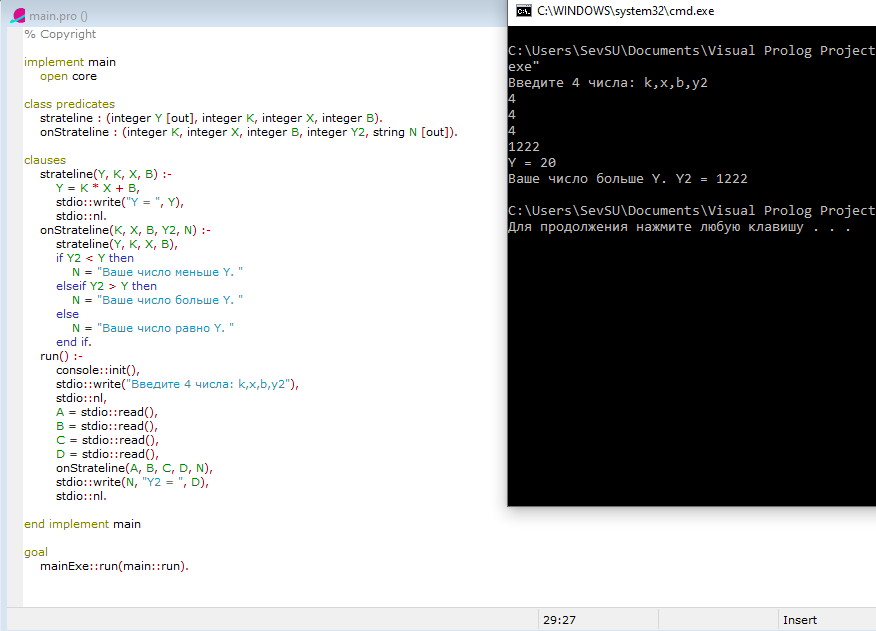 main.pro ()
% Copyright
implement main
open core
class predicates
strateline : (integer Y [out], integer K, integer X, integer B).
onStrateline : (integer K, integer X, integer B, integer Y2, string N [out]).
clauses
strateline(Y, K, X, B) :-
Y = K * X + B,
stdio::write("Y = ", Y),
stdio::nl.
onStrateline(K, X, B, Y2, N) :-
strateline(Y, K, X, B),
if Y2 < Y then
N = "Ваше число меньше Y. "
elseif Y2 > Y then
N = "Ваше число больше Y. "
else
N = "Ваше число равно Y. "
end if.
run() :-
console::init(),
stdio::write("Введите 4 числа: k,x,b,y2"),
stdio::nl,
A = stdio::read(),
B = stdio::read(),
C = stdio::read(),
D = stdio::read(),
onStrateline(A, B, C, D, N),
stdio::write(N, "Y2 = ", D),
stdio::nl.
end implement main
goal
mainExe::run(main::run).
29:27
Insert
C:\WINDOWS\system32\cmd.exe
C:\Users\SevSU\Documents\Visual Prolog Project
exe"
Введите 4 числа: k,x,b,y2
4
4
4
1222
Y = 20
Ваше число больше Y. Y2 = 1222
C:\Users\SevSU\Documents\Visual Prolog Project
Для продолжения нажмите любую клавишу . . .